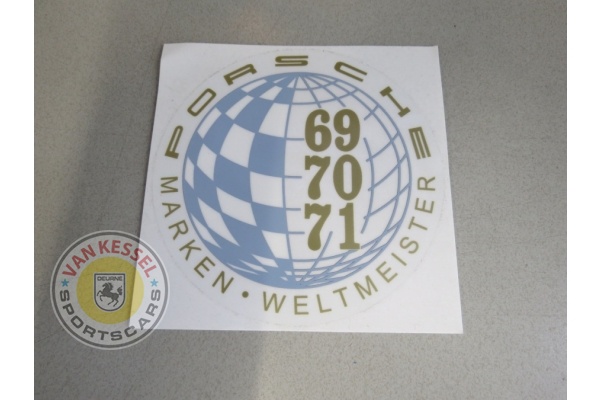 PORSCHE
69
70
71
MARKEN • WELTMEISTER
VAN KESSEL
DEURNE
SPORTSCARS